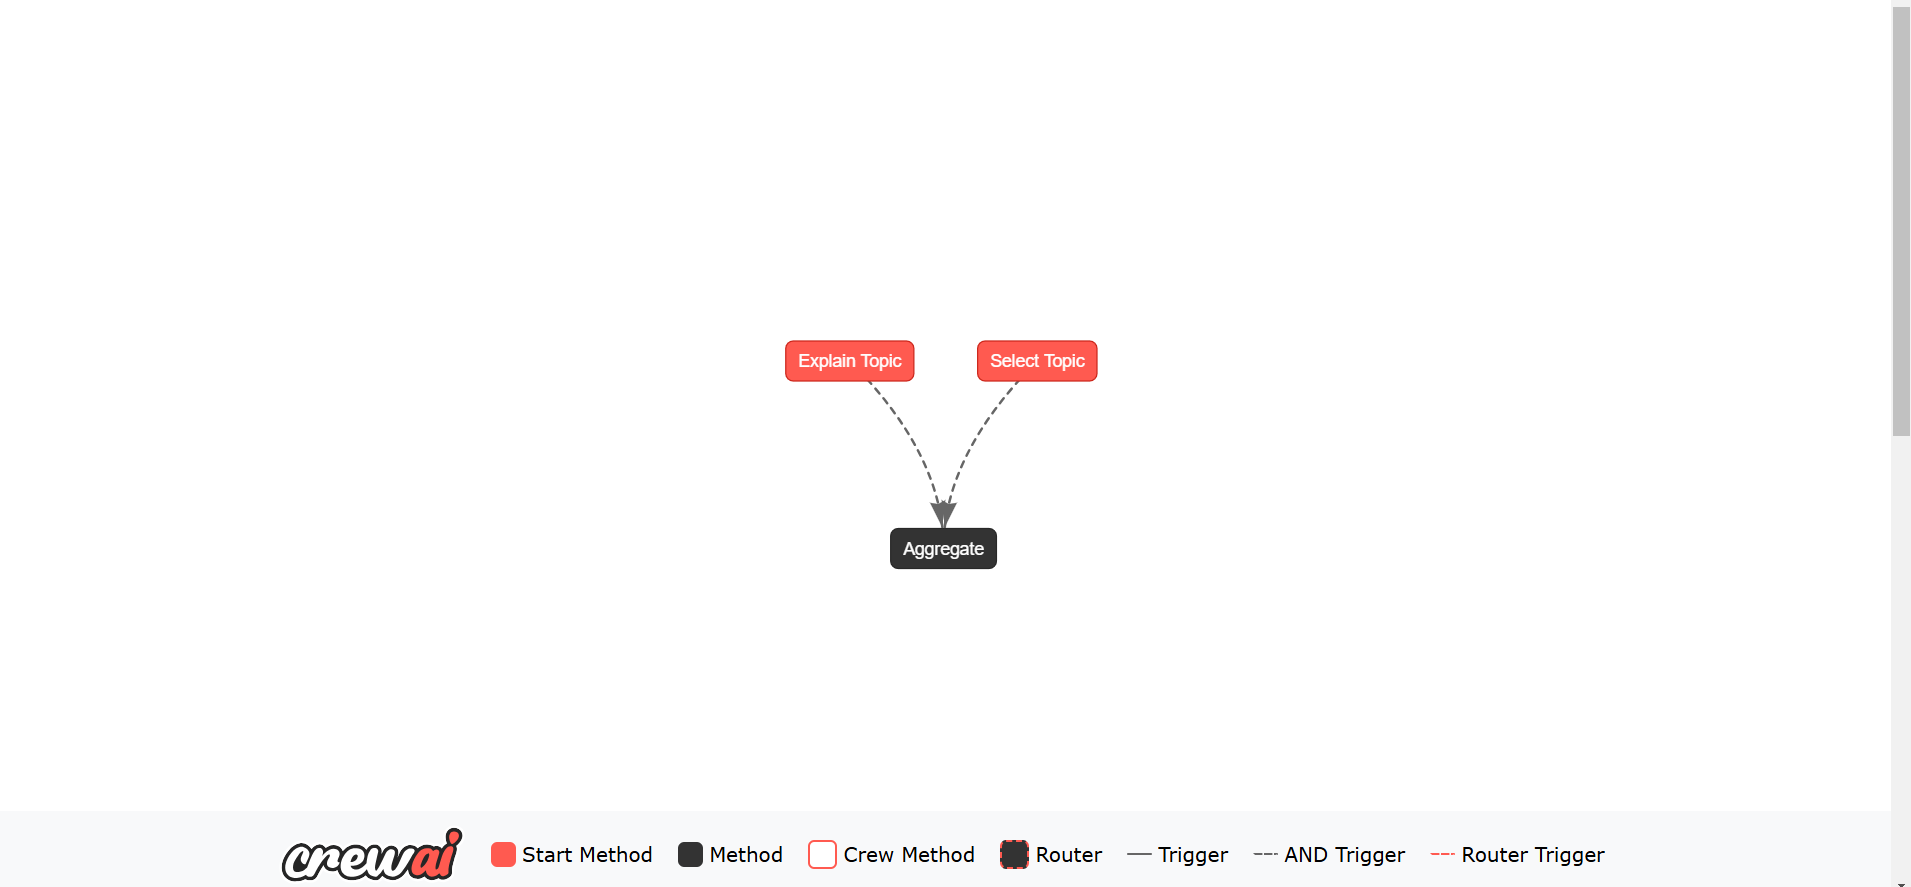 Explain Topic
Select Topic
Aggregate
crewai
Start Method
Method
Crew Method
Router
Trigger
AND Trigger
Router Trigger